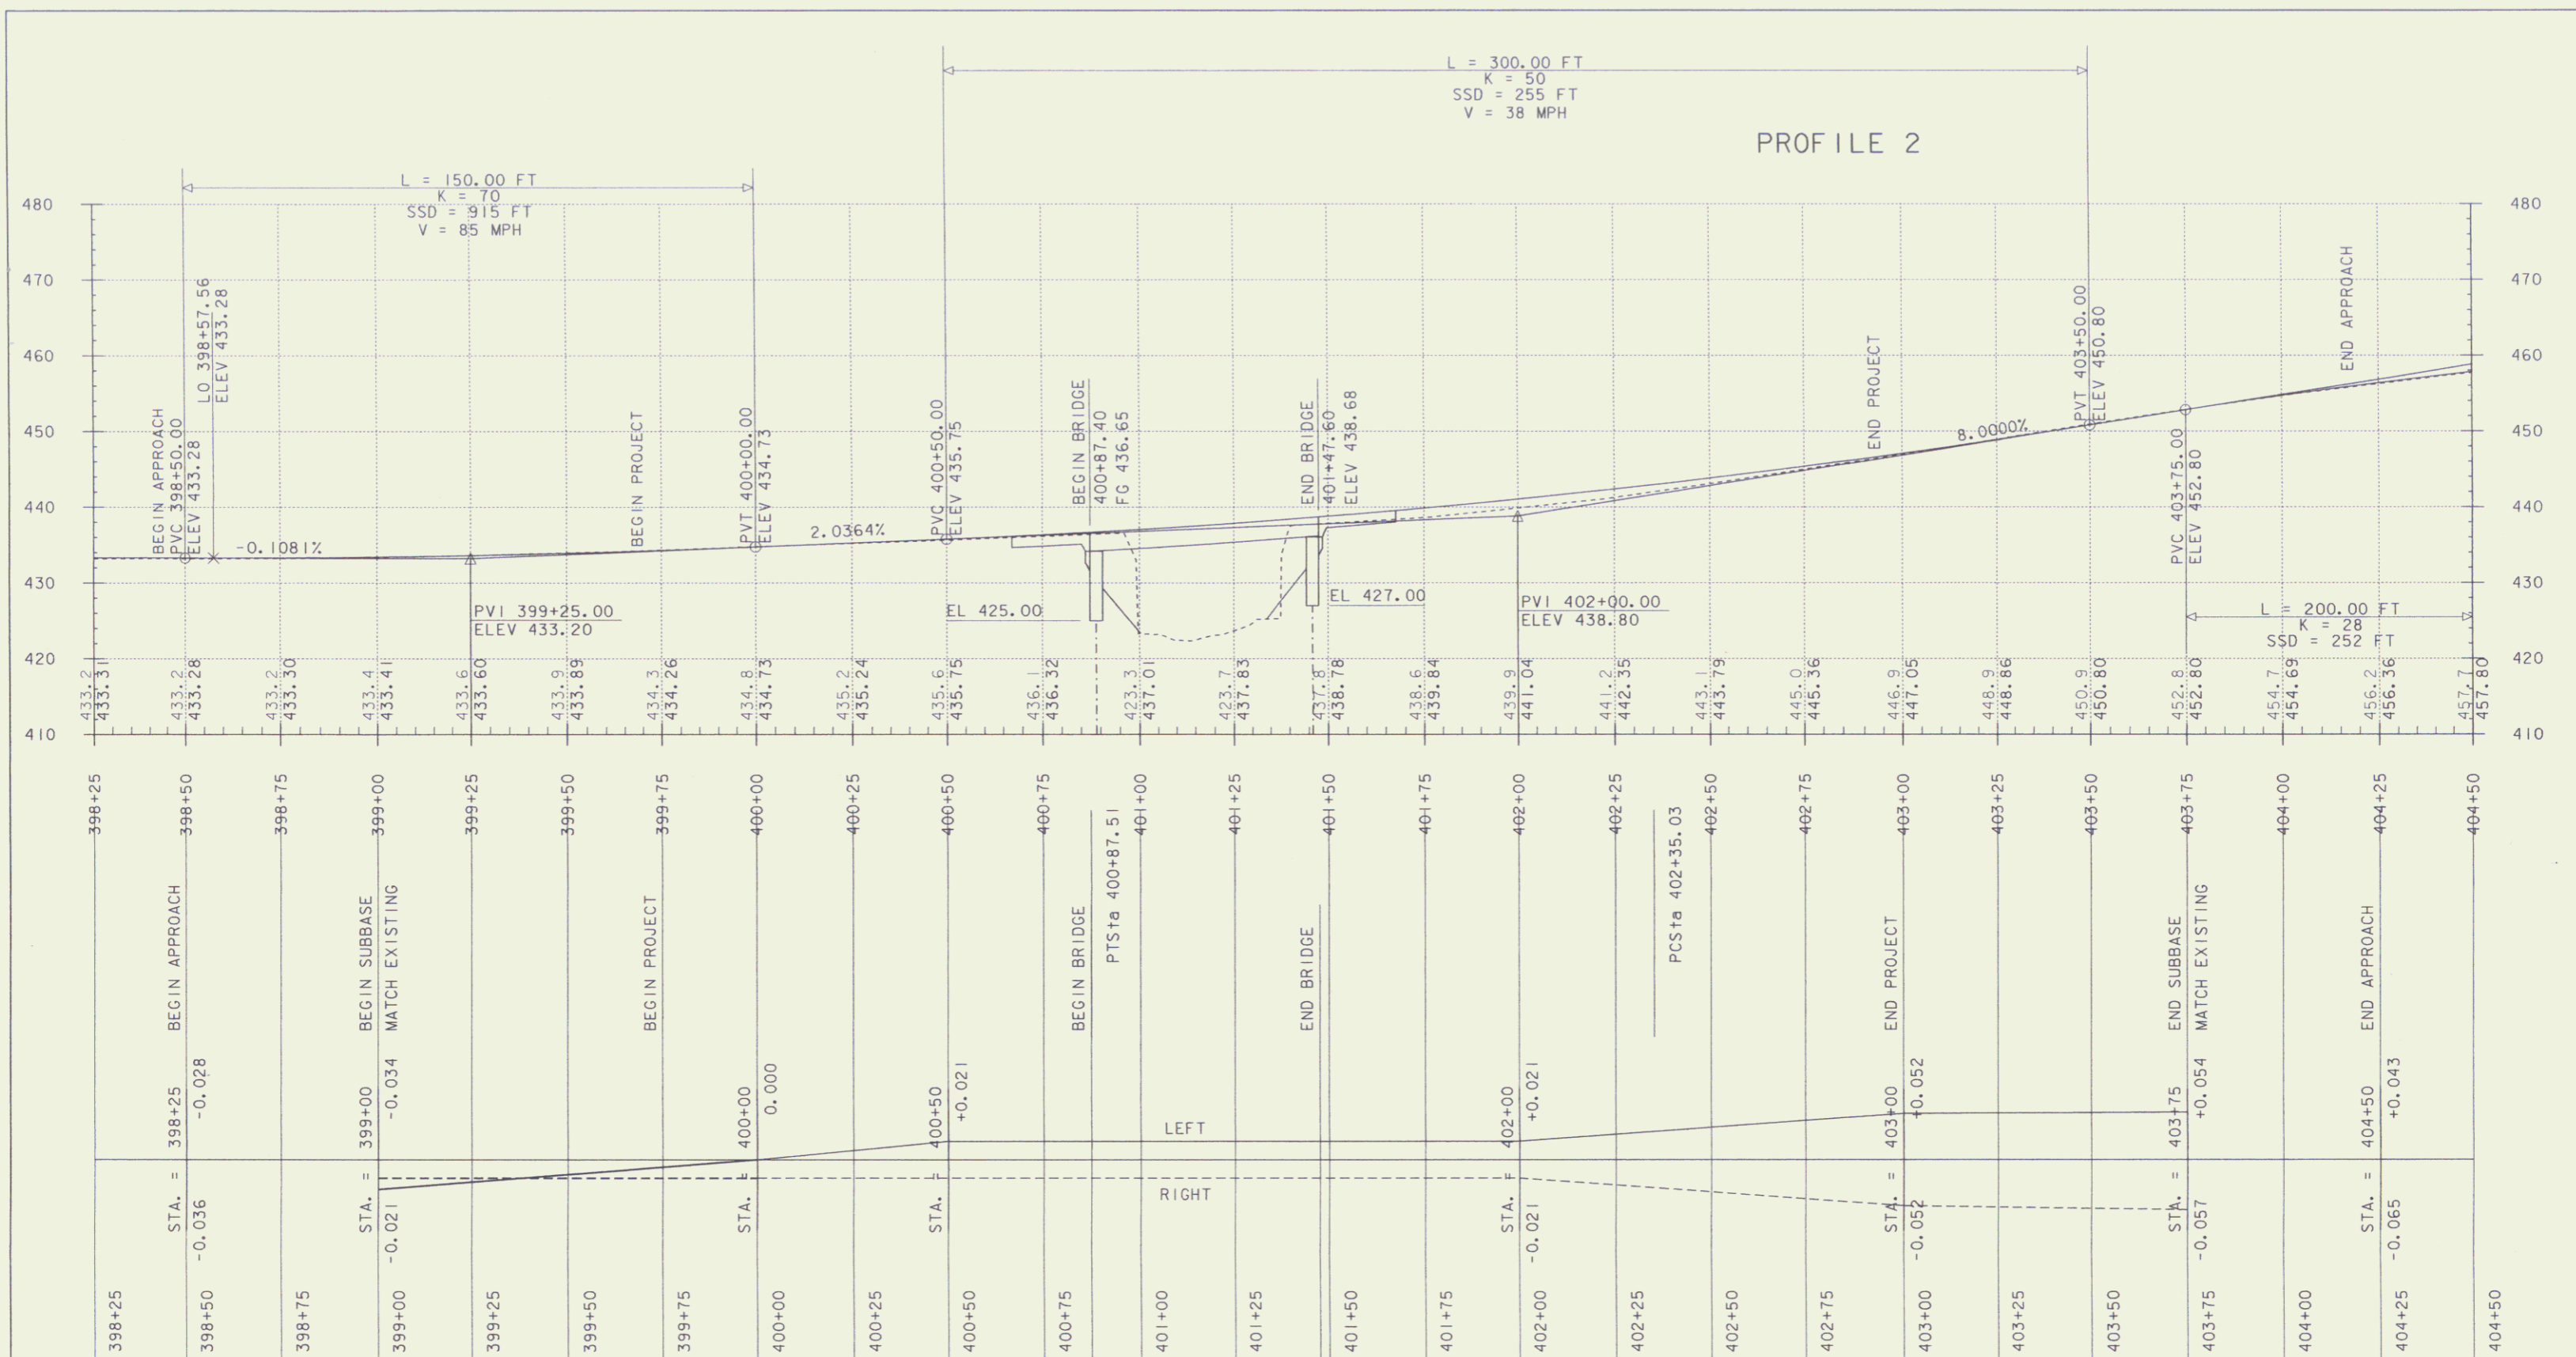 L = 300.00 FT
K = 50
SSD = 255 FT
V = 38 MPH
PROFILE 2
L = 150.00 FT
K = 70
SSD = 915 FT
V = 85 MPH
480
480
470
470
460
460
450
450
440
440
430
430
420
420
410
410
BEGIN APPROACH
PVC 398+50.00
ELEV 433.28
LO 398+57.56
ELEV 433.28
-0.1081%
BEGIN PROJECT
PVT 400+00.00
ELEV 434.73
2.0364%
PVC 400+50.00
ELEV 435.75
BEGIN BRIDGE
400+87.40
FG 436.65
END BRIDGE
401+47.60
ELEV 438.68
END PROJECT
8.0000%
PVT 403+50.00
ELEV 450.80
PVC 403+75.00
ELEV 452.80
END APPROACH
PVI 399+25.00
ELEV 433.20
EL 425.00
EL 427.00
PVI 402+00.00
ELEV 438.80
L = 200.00 FT
K = 28
SSD = 252 FT
433.2
433.31
433.2
433.28
433.2
433.30
433.4
433.41
433.6
433.60
433.9
433.89
434.3
434.26
434.8
434.73
435.2
435.24
435.6
435.75
436.1
436.32
423.3
437.01
423.7
437.83
437.8
438.78
438.6
439.84
439.9
441.04
441.2
442.35
443.1
443.79
445.0
445.36
446.9
447.05
448.9
448.86
450.9
450.80
452.8
452.80
454.7
454.69
456.2
456.36
457.7
457.80
398+25
398+50
398+75
399+00
399+25
399+50
399+75
400+00
400+25
400+50
400+75
401+00
401+25
401+50
401+75
402+00
402+25
402+50
402+75
403+00
403+25
403+50
403+75
404+00
404+25
404+50
PTSta 400+87.51
PCSta 402+35.03
BEGIN APPROACH
BEGIN SUBBASE
MATCH EXISTING
BEGIN PROJECT
BEGIN BRIDGE
END BRIDGE
END PROJECT
END SUBBASE
MATCH EXISTING
END APPROACH
STA. = 398+25
-0.036 -0.028
STA. = 399+00
-0.021 -0.034
STA. = 400+00
0.000
STA. = 400+50
+0.021
LEFT
RIGHT
STA. = 402+00
-0.021 +0.021
STA. = 403+00
-0.052 +0.052
STA. = 403+75
-0.057 +0.054
STA. = 404+50
-0.065 +0.043
398+25
398+50
398+75
399+00
399+25
399+50
399+75
400+00
400+25
400+50
400+75
401+00
401+25
401+50
401+75
402+00
402+25
402+50
402+75
403+00
403+25
403+50
403+75
404+00
404+25
404+50